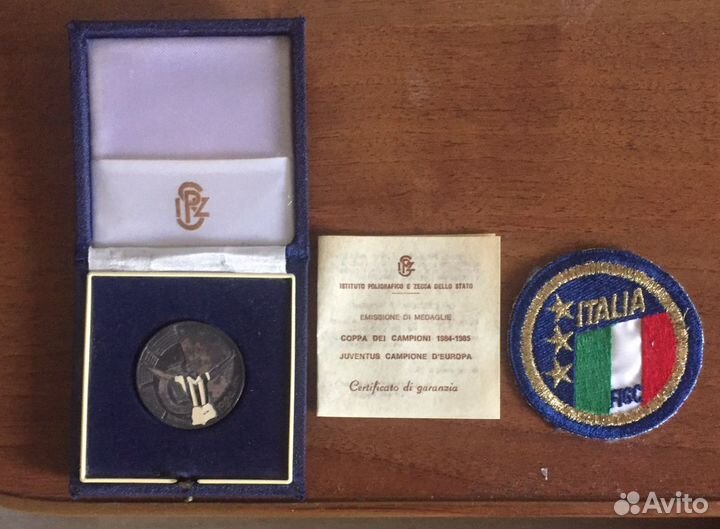 IPZS
IPZS
ISTITUTO POLIGRAFICO E ZECCA DELLO STATO
EMISSIONE DI MEDAGLIE
COPPA DEI CAMPIONI 1984-1985
JUVENTUS CAMPIONE D'EUROPA
Certificato di garanzia
ITALIA
FIGC
Avito